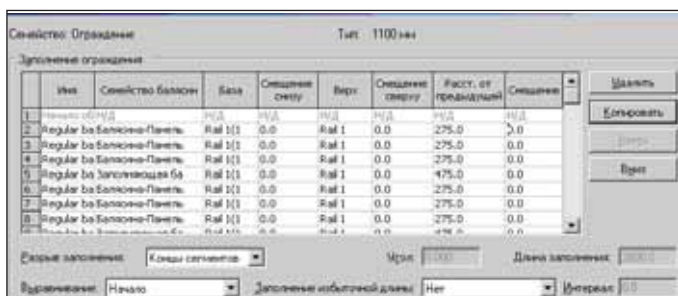 Семейство: Ограждение Тип: 1100 мм
Заполнение ограждения
Имя Семейство балясин База Смещение снизу Верх Смещение сверху Расст. от предыдущей Смещение
1 Начало об Н/Д Н/Д Н/Д Н/Д Н/Д Н/Д Н/Д
2 Regular ba Балясина-Панель Rail 1(1 0.0 Rail 1 0.0 275.0 0.0
3 Regular ba Балясина-Панель Rail 1(1 0.0 Rail 1 0.0 275.0 0.0
4 Regular ba Балясина-Панель Rail 1(1 0.0 Rail 1 0.0 275.0 0.0
5 Regular ba Заполняющая ба Rail 1(1 0.0 Rail 1 0.0 475.0 0.0
6 Regular ba Балясина-Панель Rail 1(1 0.0 Rail 1 0.0 275.0 0.0
7 Regular ba Балясина-Панель Rail 1(1 0.0 Rail 1 0.0 275.0 0.0
8 Regular ba Балясина-Панель Rail 1(1 0.0 Rail 1 0.0 275.0 0.0
Удалить
Копировать
Вверх
Вниз
Разрыв заполнения: Концы сегментов Угол: 0.000 Длина заполнения:
Выравнивание: Начало Заполнение избыточной длины: Нет Интервал: 0.0